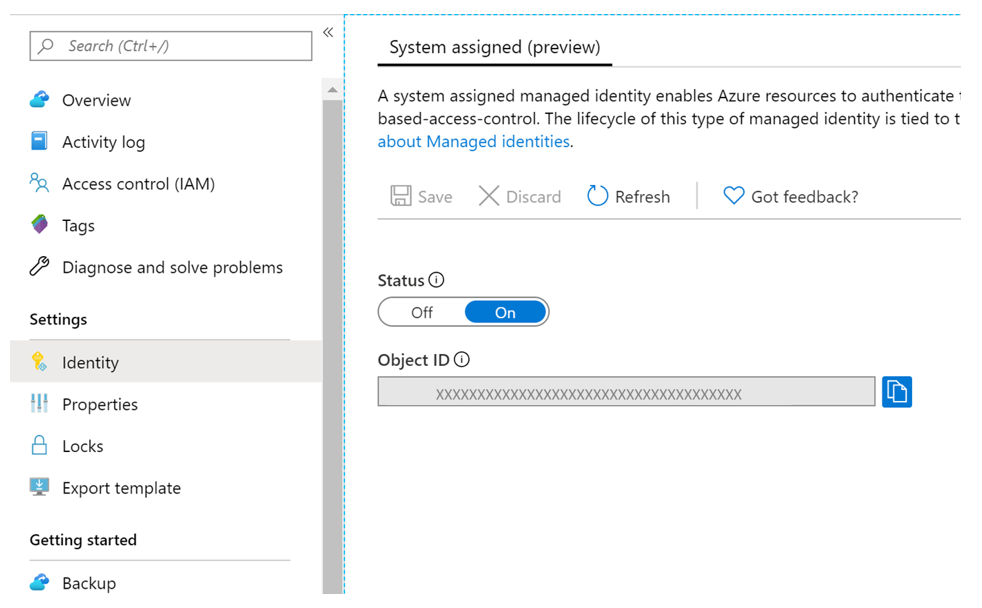 Search (Ctrl+/)
«
Overview
Activity log
Access control (IAM)
Tags
Diagnose and solve problems
Settings
Identity
Properties
Locks
Export template
Getting started
Backup
System assigned (preview)
A system assigned managed identity enables Azure resources to authenticate
based-access-control. The lifecycle of this type of managed identity is tied to t
about Managed identities.
Save Discard Refresh Got feedback?
Status
Off On
Object ID
XXXXXXXXXXXXXXXXXXXXXXXXXXXXXXXXXXXXX